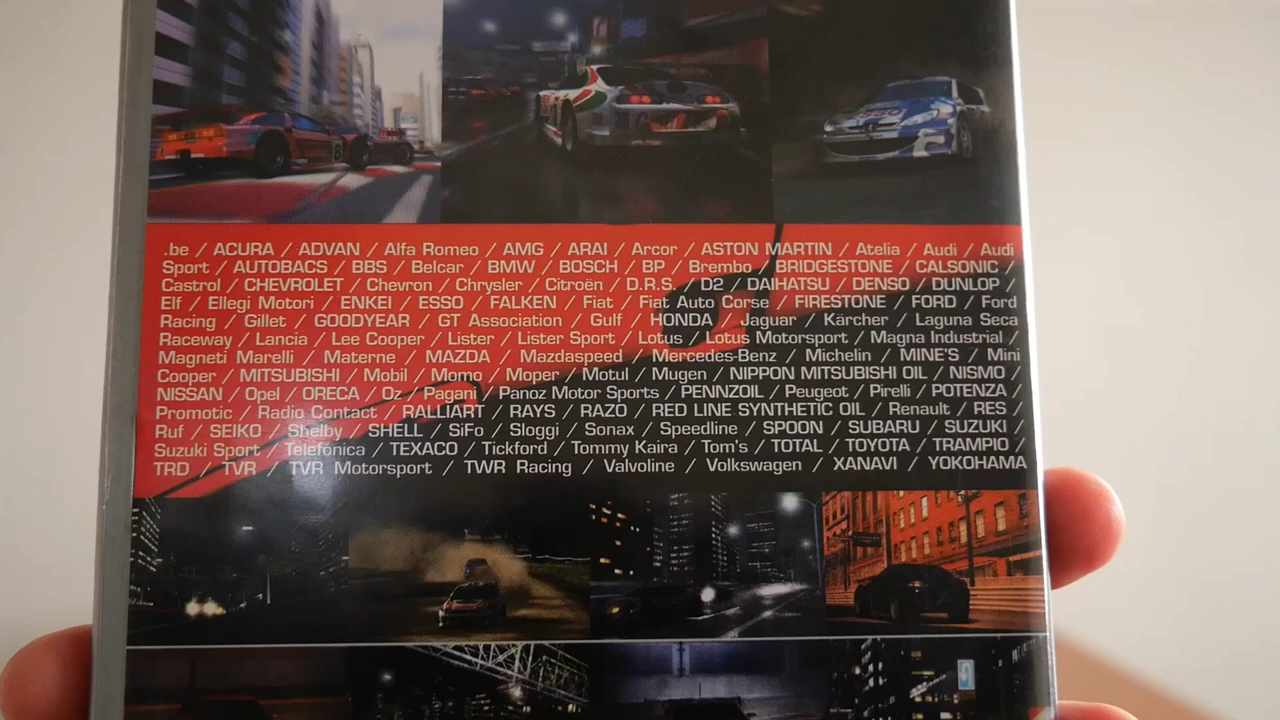 .be / ACURA / ADVAN / Alfa Romeo / AMG / ARAI / Arcor / ASTON MARTIN / Atelia / Audi / Audi
Sport / AUTOBACS / BBS / Belcar / BMW / BOSCH / BP / Brembo / BRIDGESTONE / CALSONIC /
Castrol / CHEVROLET / Chevron / Chrysler / Citroën / D.R.S. / D2 / DAIHATSU / DENSO / DUNLOP /
Elf / Ellegi Motori / ENKEI / ESSO / FALKEN / Fiat / Fiat Auto Corse / FIRESTONE / FORD / Ford
Racing / Gillet / GOODYEAR / GT Association / Gulf / HONDA / Jaguar / Kärcher / Laguna Seca
Raceway / Lancia / Lee Cooper / Lister / Lister Sport / Lotus / Lotus Motorsport / Magna Industrial /
Magneti Marelli / Materne / MAZDA / Mazdaspeed / Mercedes-Benz / Michelin / MINE'S / Mini
Cooper / MITSUBISHI / Mobil / Momo / Moper / Motul / Mugen / NIPPON MITSUBISHI OIL / NISMO /
NISSAN / Opel / ORECA / Oz / Pagani / Panoz Motor Sports / PENNZOIL / Peugeot / Pirelli / POTENZA /
Promotic / Radio Contact / RALLIART / RAYS / RAZO / RED LINE SYNTHETIC OIL / Renault / RES /
Ruf / SEIKO / Shelby / SHELL / SiFo / Sloggi / Sonax / Speedline / SPOON / SUBARU / SUZUKI /
Suzuki Sport / Telefónica / TEXACO / Tickford / Tommy Kaira / Tom's / TOTAL / TOYOTA / TRAMPIO /
TRD / TVR / TVR Motorsport / TWR Racing / Valvoline / Volkswagen / XANAVI / YOKOHAMA